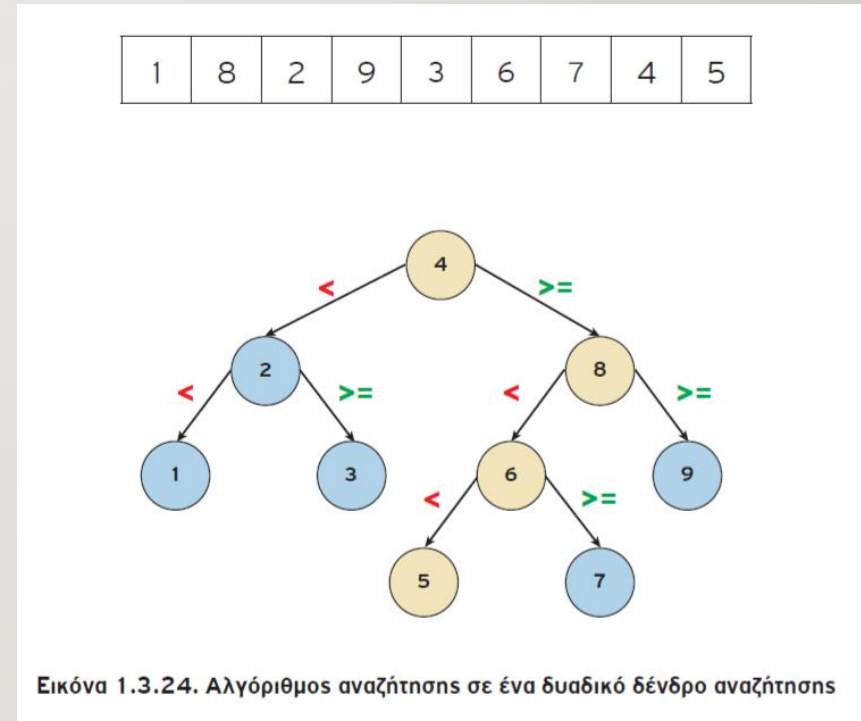 1 8 2 9 3 6 7 4 5
4
< >=
2 8
< >= < >=
1 3 6 9
< >=
5 7
Εικόνα 1.3.24. Αλγόριθμος αναζήτησης σε ένα δυαδικό δένδρο αναζήτησης